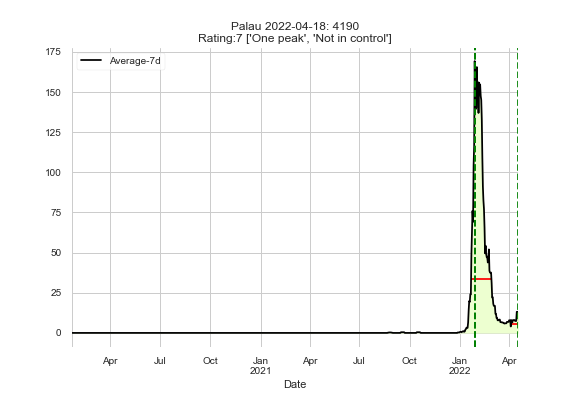 Palau 2022-04-18: 4190
Rating:7 ['One peak', 'Not in control']
175
Average-7d
150
125
100
75
50
25
0
Apr Jul Oct Jan Apr Jul Oct Jan Apr
2021 2022
Date